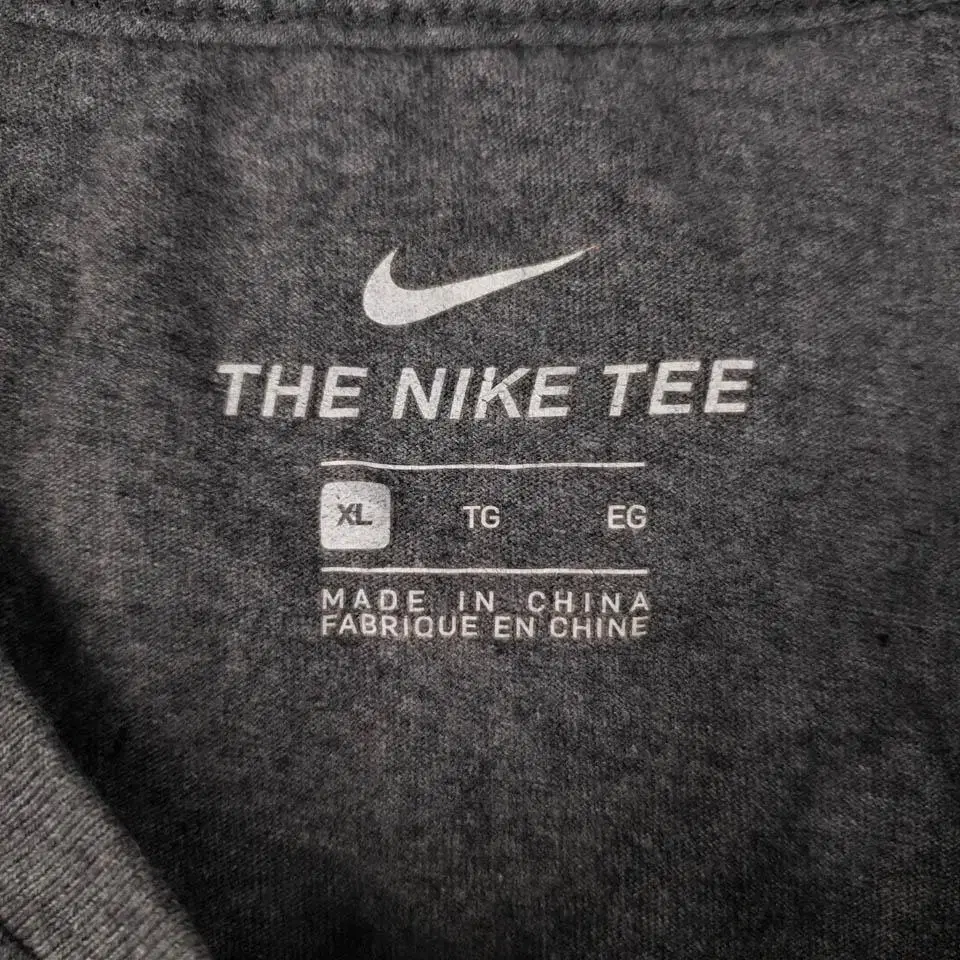 THE NIKE TEE
XL TG EG
MADE IN CHINA
FABRIQUE EN CHINE